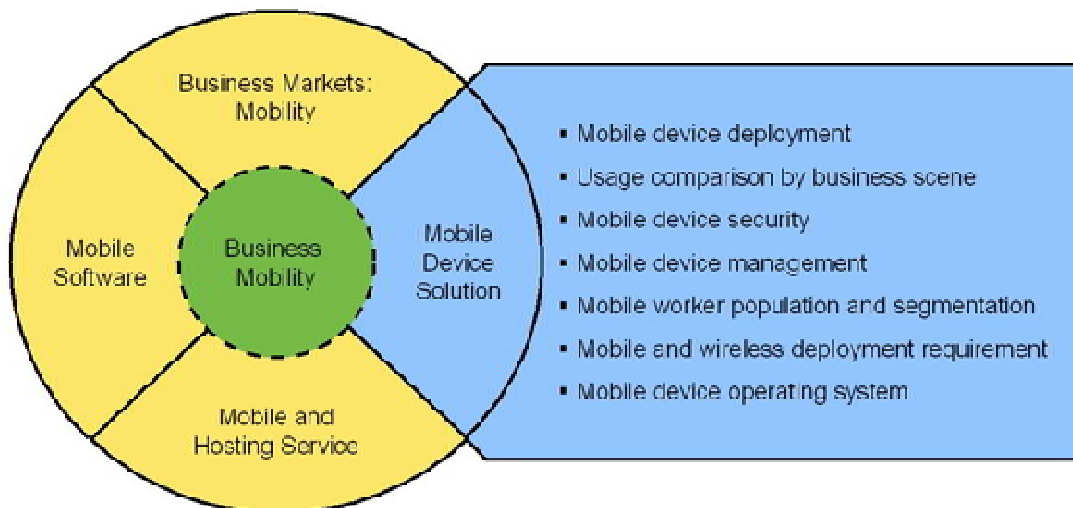 Business Markets:
Mobility
Mobile
Software
Business
Mobility
Mobile
Device
Solution
Mobile and
Hosting Service
▪ Mobile device deployment
▪ Usage comparison by business scene
▪ Mobile device security
▪ Mobile device management
▪ Mobile worker population and segmentation
▪ Mobile and wireless deployment requirement
▪ Mobile device operating system